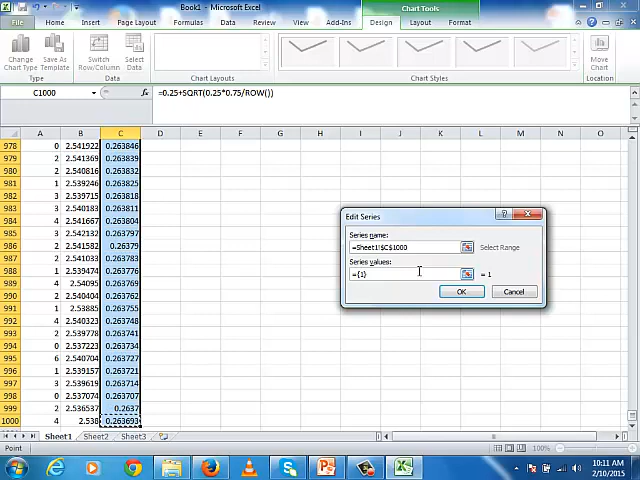 Book1 - Microsoft Excel
Chart Tools
File Home Insert Page Layout Formulas Data Review View Add-Ins Design Layout Format
Change Chart Type
Save As Template
Switch Row/Column
Select Data
Move Chart
Type Data Chart Layouts Chart Styles Location
C1000 fx =0.25+SQRT(0.25*0.75/ROW())
A B C D E F G H I J K L M N O
978 0 2.541922 0.263846
979 2 2.541369 0.263839
980 2 2.540816 0.263832
981 1 2.539246 0.263825
982 3 2.539715 0.263818
983 3 2.540183 0.263811
984 4 2.541667 0.263804
985 3 2.542132 0.263797
986 2 2.541582 0.26379
987 2 2.541033 0.263783
988 1 2.539474 0.263776
989 4 2.54095 0.263769
990 2 2.540404 0.263762
991 1 2.53885 0.263755
992 4 2.540323 0.263748
993 2 2.539778 0.263741
994 0 2.537223 0.263734
995 6 2.540704 0.263727
996 1 2.539157 0.263721
997 3 2.539619 0.263714
998 0 2.537074 0.263707
999 2 2.536537 0.2637
1000 4 2.538 0.263693
Edit Series
Series name:
=Sheet1!$C$1000 Select Range
Series values:
={1} = 1
OK Cancel
Sheet1 Sheet2 Sheet3
Point 100%
10:11 AM
2/10/2015